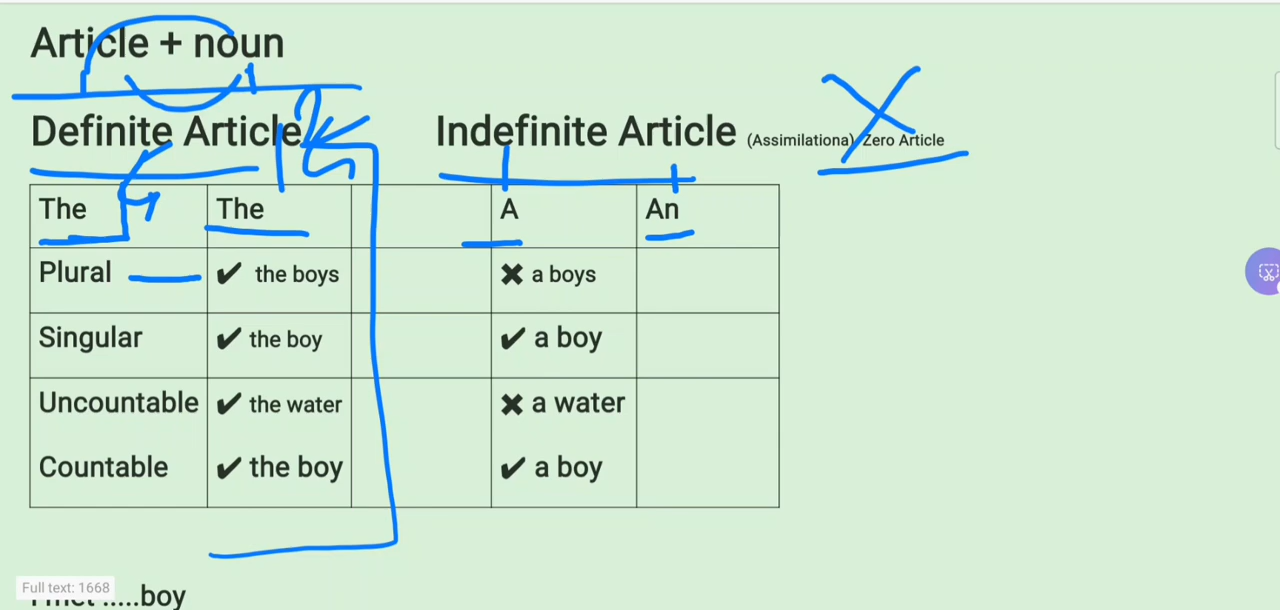 Article + noun
Definite Article Indefinite Article (Assimilationa) Zero Article
The The A An
Plural ✔ the boys ✖ a boys
Singular ✔ the boy ✔ a boy
Uncountable ✔ the water ✖ a water
Countable ✔ the boy ✔ a boy
Full text: 1668
.....boy